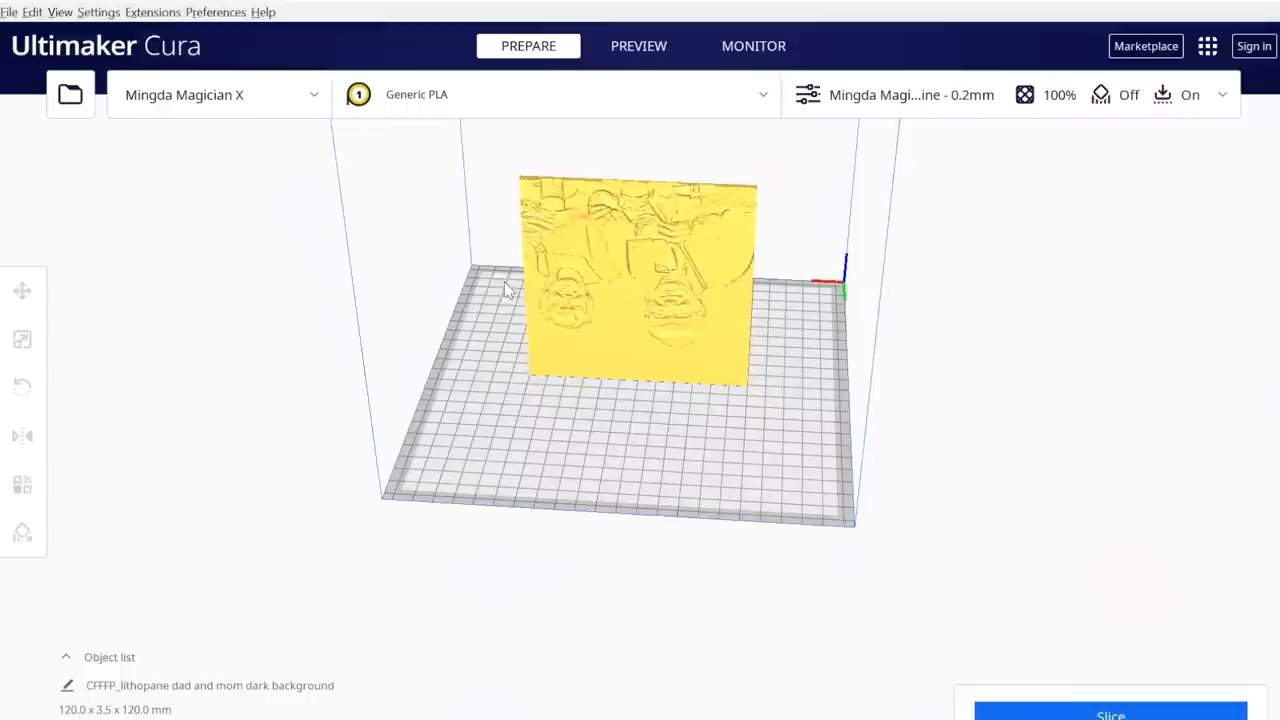 File Edit View Settings Extensions Preferences Help
Ultimaker Cura
PREPARE
PREVIEW
MONITOR
Marketplace
Sign in
Mingda Magician X
1
Generic PLA
Mingda Magi...ine - 0.2mm
100%
Off
On
Object list
CFFFP_lithopane dad and mom dark background
120.0 x 3.5 x 120.0 mm
Slice